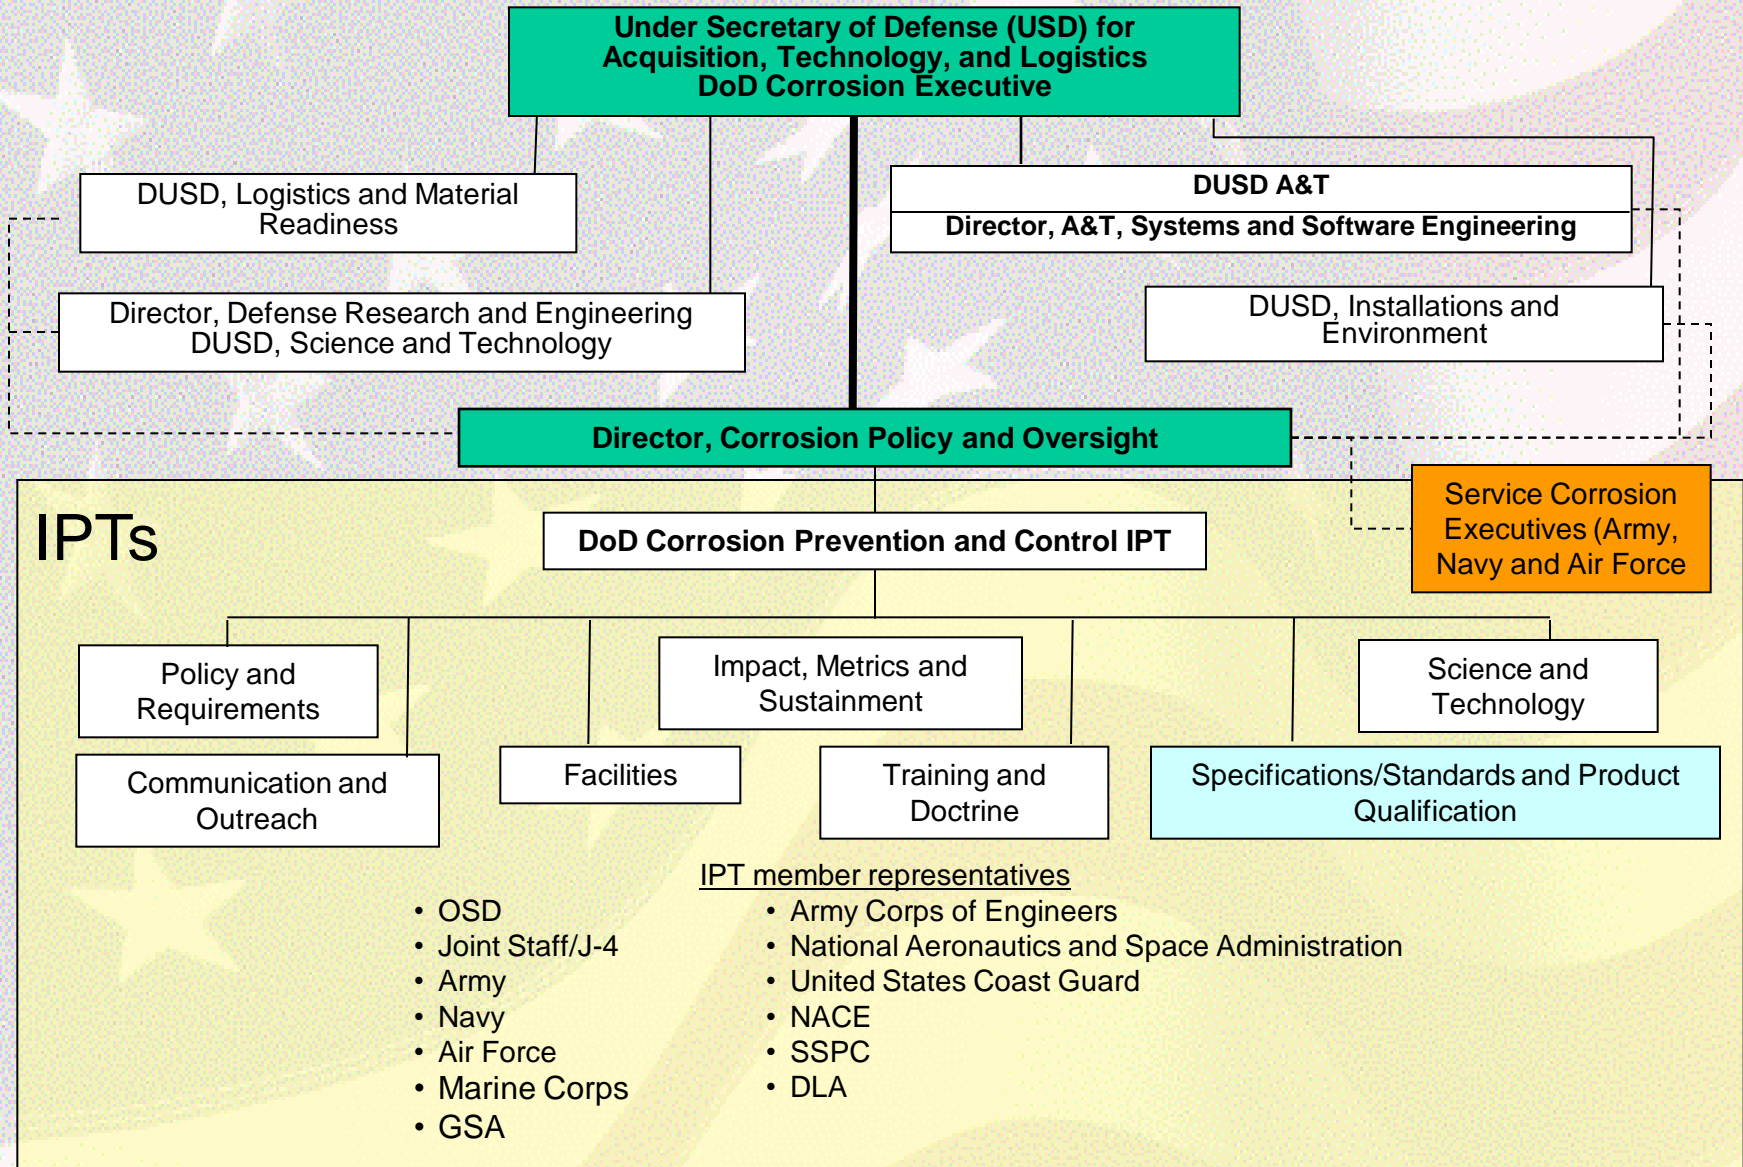 Under Secretary of Defense (USD) for
Acquisition, Technology, and Logistics
DoD Corrosion Executive
DUSD, Logistics and Material
Readiness
DUSD A&T
Director, A&T, Systems and Software Engineering
Director, Defense Research and Engineering
DUSD, Science and Technology
DUSD, Installations and
Environment
Director, Corrosion Policy and Oversight
Service Corrosion
Executives (Army,
Navy and Air Force
IPTs
DoD Corrosion Prevention and Control IPT
Policy and
Requirements
Impact, Metrics and
Sustainment
Science and
Technology
Communication and
Outreach
Facilities
Training and
Doctrine
Specifications/Standards and Product
Qualification
IPT member representatives
• OSD
• Joint Staff/J-4
• Army
• Navy
• Air Force
• Marine Corps
• GSA
• Army Corps of Engineers
• National Aeronautics and Space Administration
• United States Coast Guard
• NACE
• SSPC
• DLA